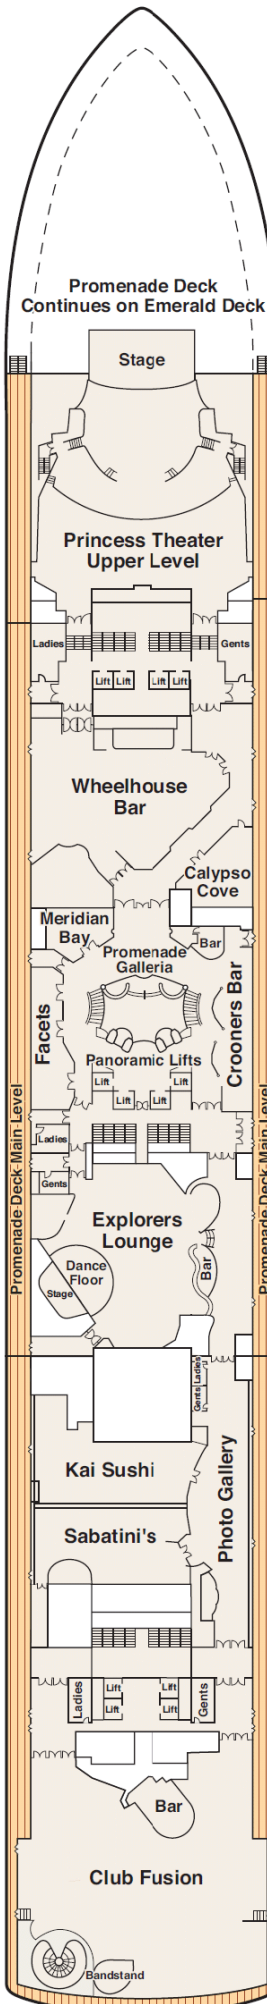 Promenade Deck
Continues on Emerald Deck
Stage
Princess Theater
Upper Level
Ladies
Gents
Lift
Lift
Lift
Lift
Wheelhouse
Bar
Calypso
Cove
Meridian
Bay
Bar
Promenade
Galleria
Facets
Crooners Bar
Panoramic Lifts
Lift
Lift
Lift
Lift
Promenade Deck Main Level
Promenade Deck Main Level
Ladies
Gents
Explorers
Lounge
Dance
Floor
Stage
Bar
Ladies
Gents
Kai Sushi
Photo Gallery
Sabatini's
Ladies
Lift
Lift
Lift
Lift
Gents
Bar
Club Fusion
Bandstand